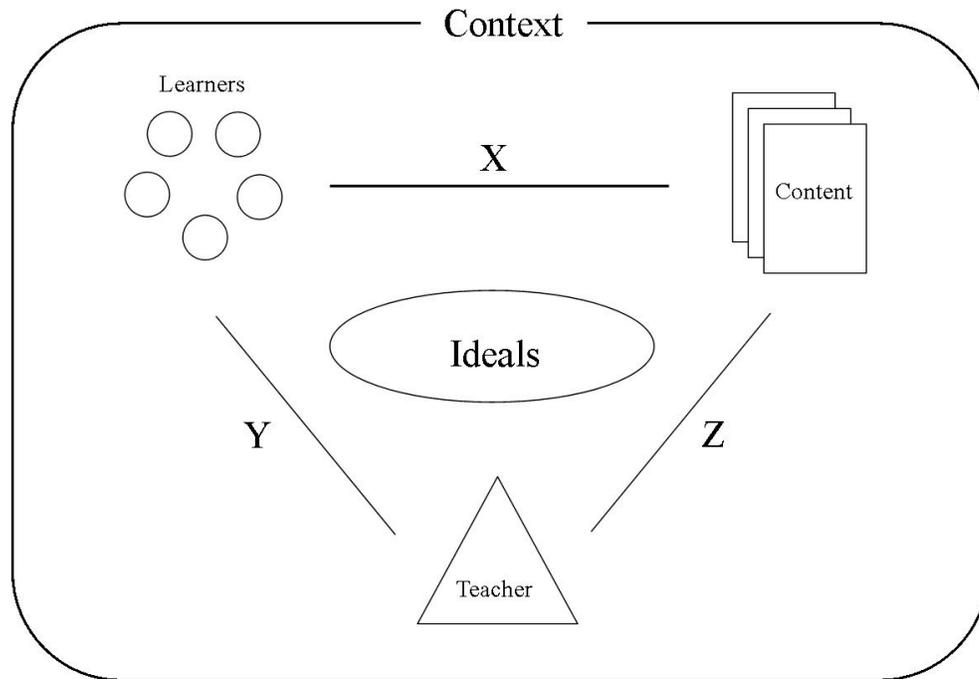 Context
Learners
X
Content
Ideals
Y
Z
Teacher